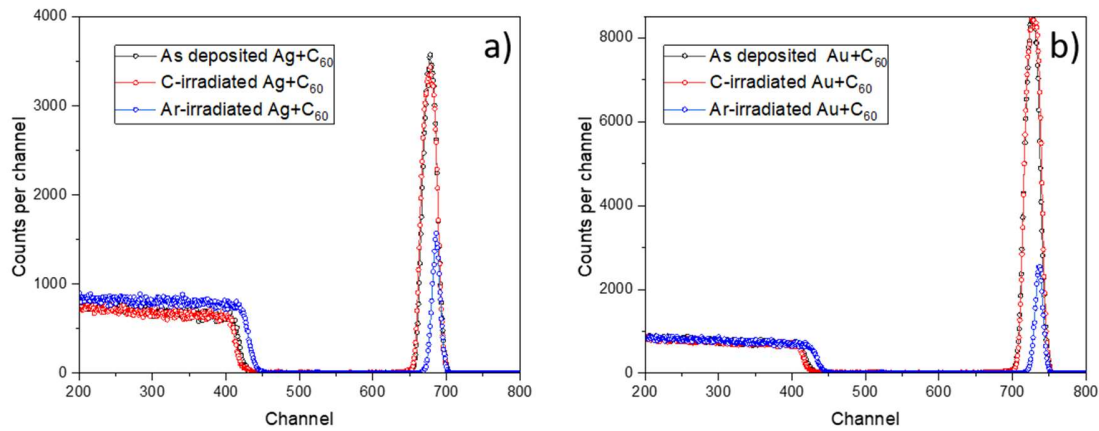 4000
3000
2000
1000
0
Counts per channel
As deposited Ag+C60
C-irradiated Ag+C60
Ar-irradiated Ag+C60
a)
200 300 400 500 600 700 800
Channel
8000
6000
4000
2000
0
Counts per channel
As deposited  Au+C60
C-irradiated Au+C60
Ar-irradiated Au+C60
b)
200 300 400 500 600 700 800
Channel